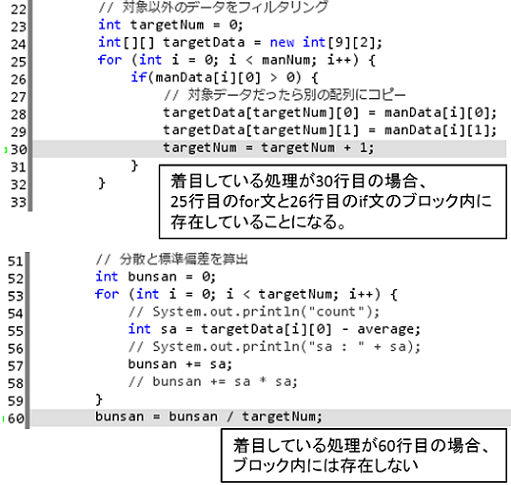 22 // 対象以外のデータをフィルタリング
23 int targetNum = 0;
24 int[][] targetData = new int[9][2];
25 for (int i = 0; i < manNum; i++) {
26 if(manData[i][0] > 0) {
27 // 対象データだったら別の配列にコピー
28 targetData[targetNum][0] = manData[i][0];
29 targetData[targetNum][1] = manData[i][1];
30 targetNum = targetNum + 1;
31 }
32 }
33
着目している処理が30行目の場合、
25行目のfor文と26行目のif文のブロック内に
存在していることになる。
51 // 分散と標準偏差を算出
52 int bunsan = 0;
53 for (int i = 0; i < targetNum; i++) {
54 // System.out.println("count");
55 int sa = targetData[i][0] - average;
56 // System.out.println("sa : " + sa);
57 bunsan += sa;
58 // bunsan += sa * sa;
59 }
60 bunsan = bunsan / targetNum;
着目している処理が60行目の場合、
ブロック内には存在しない